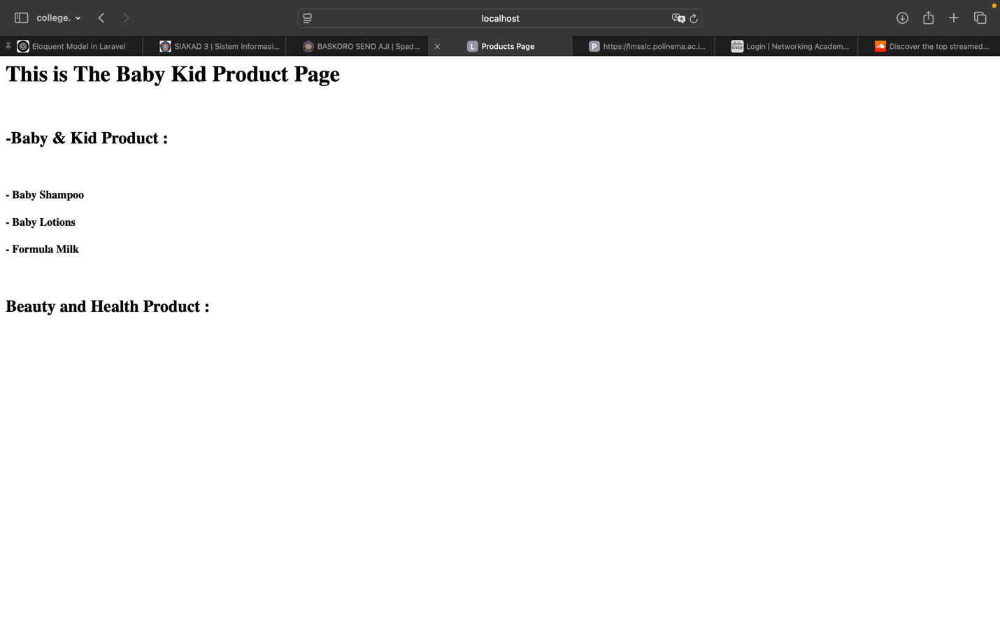 college.
localhost
Eloquent Model in Laravel
SIAKAD 3 | Sistem Informasi...
BASKORO SENO AJI | Spad...
L Products Page
P https://lmsslc.polinema.ac.i...
Login | Networking Academ...
Discover the top streamed...
This is The Baby Kid Product Page
-Baby & Kid Product :
- Baby Shampoo
- Baby Lotions
- Formula Milk
Beauty and Health Product :